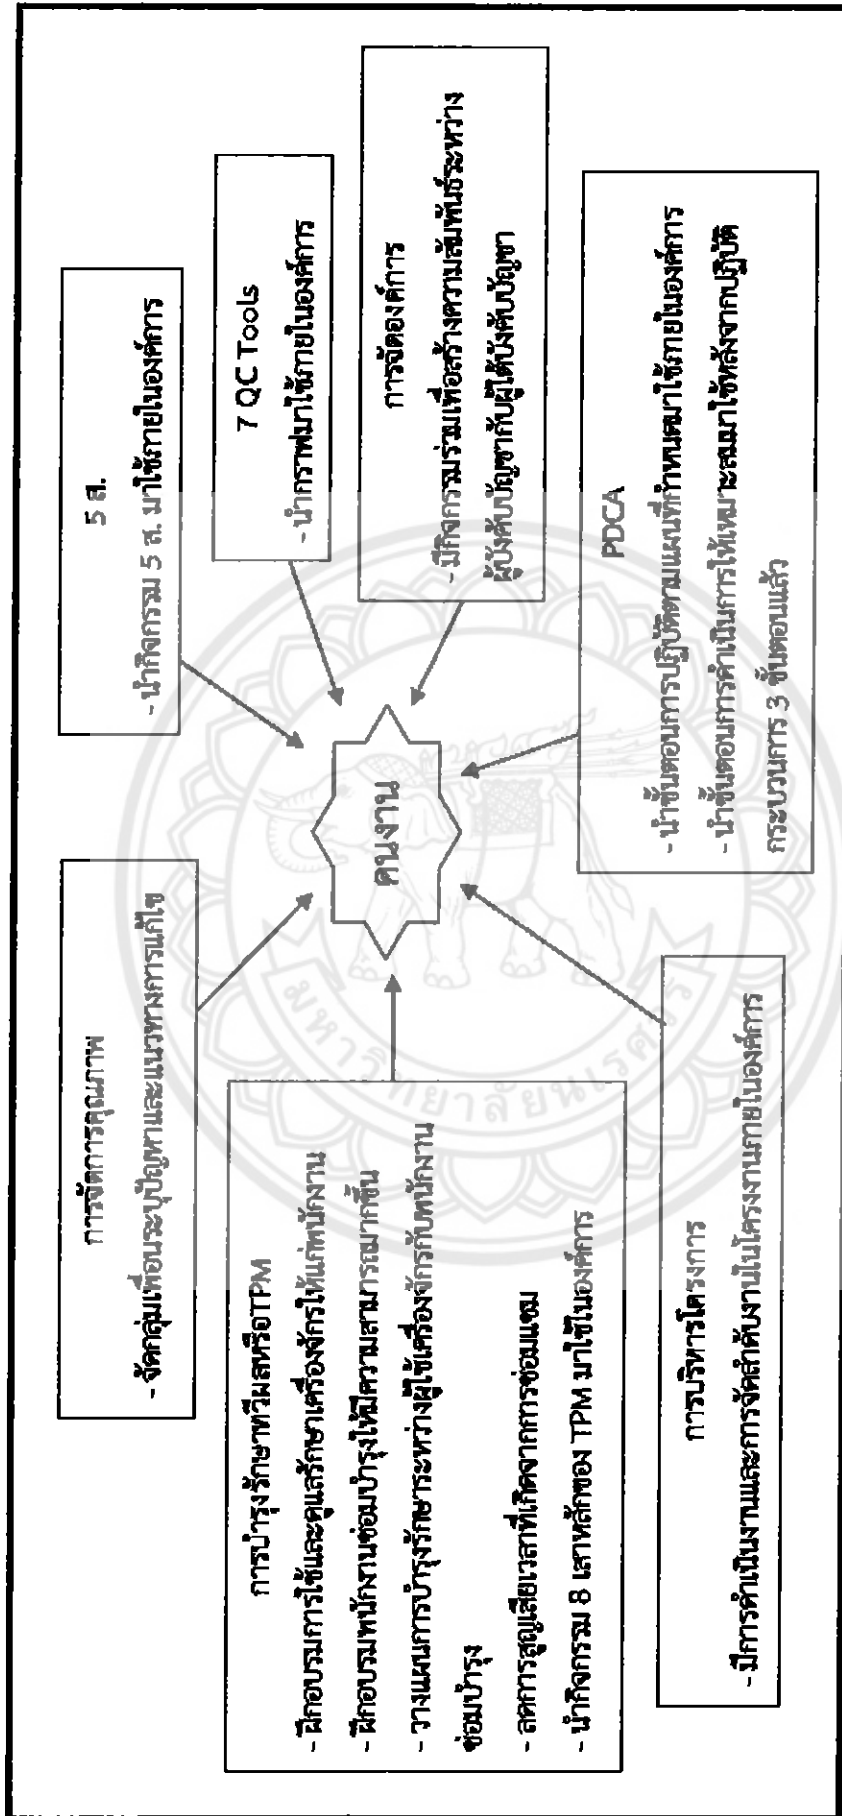 การจัดการคุณภาพ
- จัดกลุ่มเพื่อระบุปัญหาและแนวทางการแก้ไข
5 ส.
- นำกิจกรรม 5 ส. มาใช้ภายในองค์การ
7 QC Tools
- นำกราฟมาใช้ภายในองค์การ
การจัดองค์การ
- มีกิจกรรมร่วมเพื่อสร้างความสัมพันธ์ระหว่าง
ผู้บังคับบัญชากับผู้ใต้บังคับบัญชา
คนงาน
การบำรุงรักษาทวีผลหรือTPM
- ฝึกอบรมการใช้และดูแลรักษาเครื่องจักรให้แก่พนักงาน
- ฝึกอบรมพนักงานซ่อมบำรุงให้มีความสามารถมากขึ้น
- วางแผนการบำรุงรักษาระหว่างผู้ใช้เครื่องจักรกับพนักงาน
ซ่อมบำรุง
- ลดการสูญเสียเวลาที่เกิดจากการซ่อมแซม
- นำกิจกรรม 8 เสาหลักของ TPM มาใช้ในองค์การ
PDCA
- นำขั้นตอนการปฏิบัติตามแผนที่กำหนดมาใช้ภายในองค์การ
- นำขั้นตอนการดำเนินการให้เหมาะสมมาใช้หลังจากปฏิบัติ
กระบวนการ 3 ขั้นตอนแล้ว
การบริหารโครงการ
- มีการดำเนินงานและการจัดลำดับงานในโครงงานภายในองค์การ
มหาวิทยาลัยนเรศวร